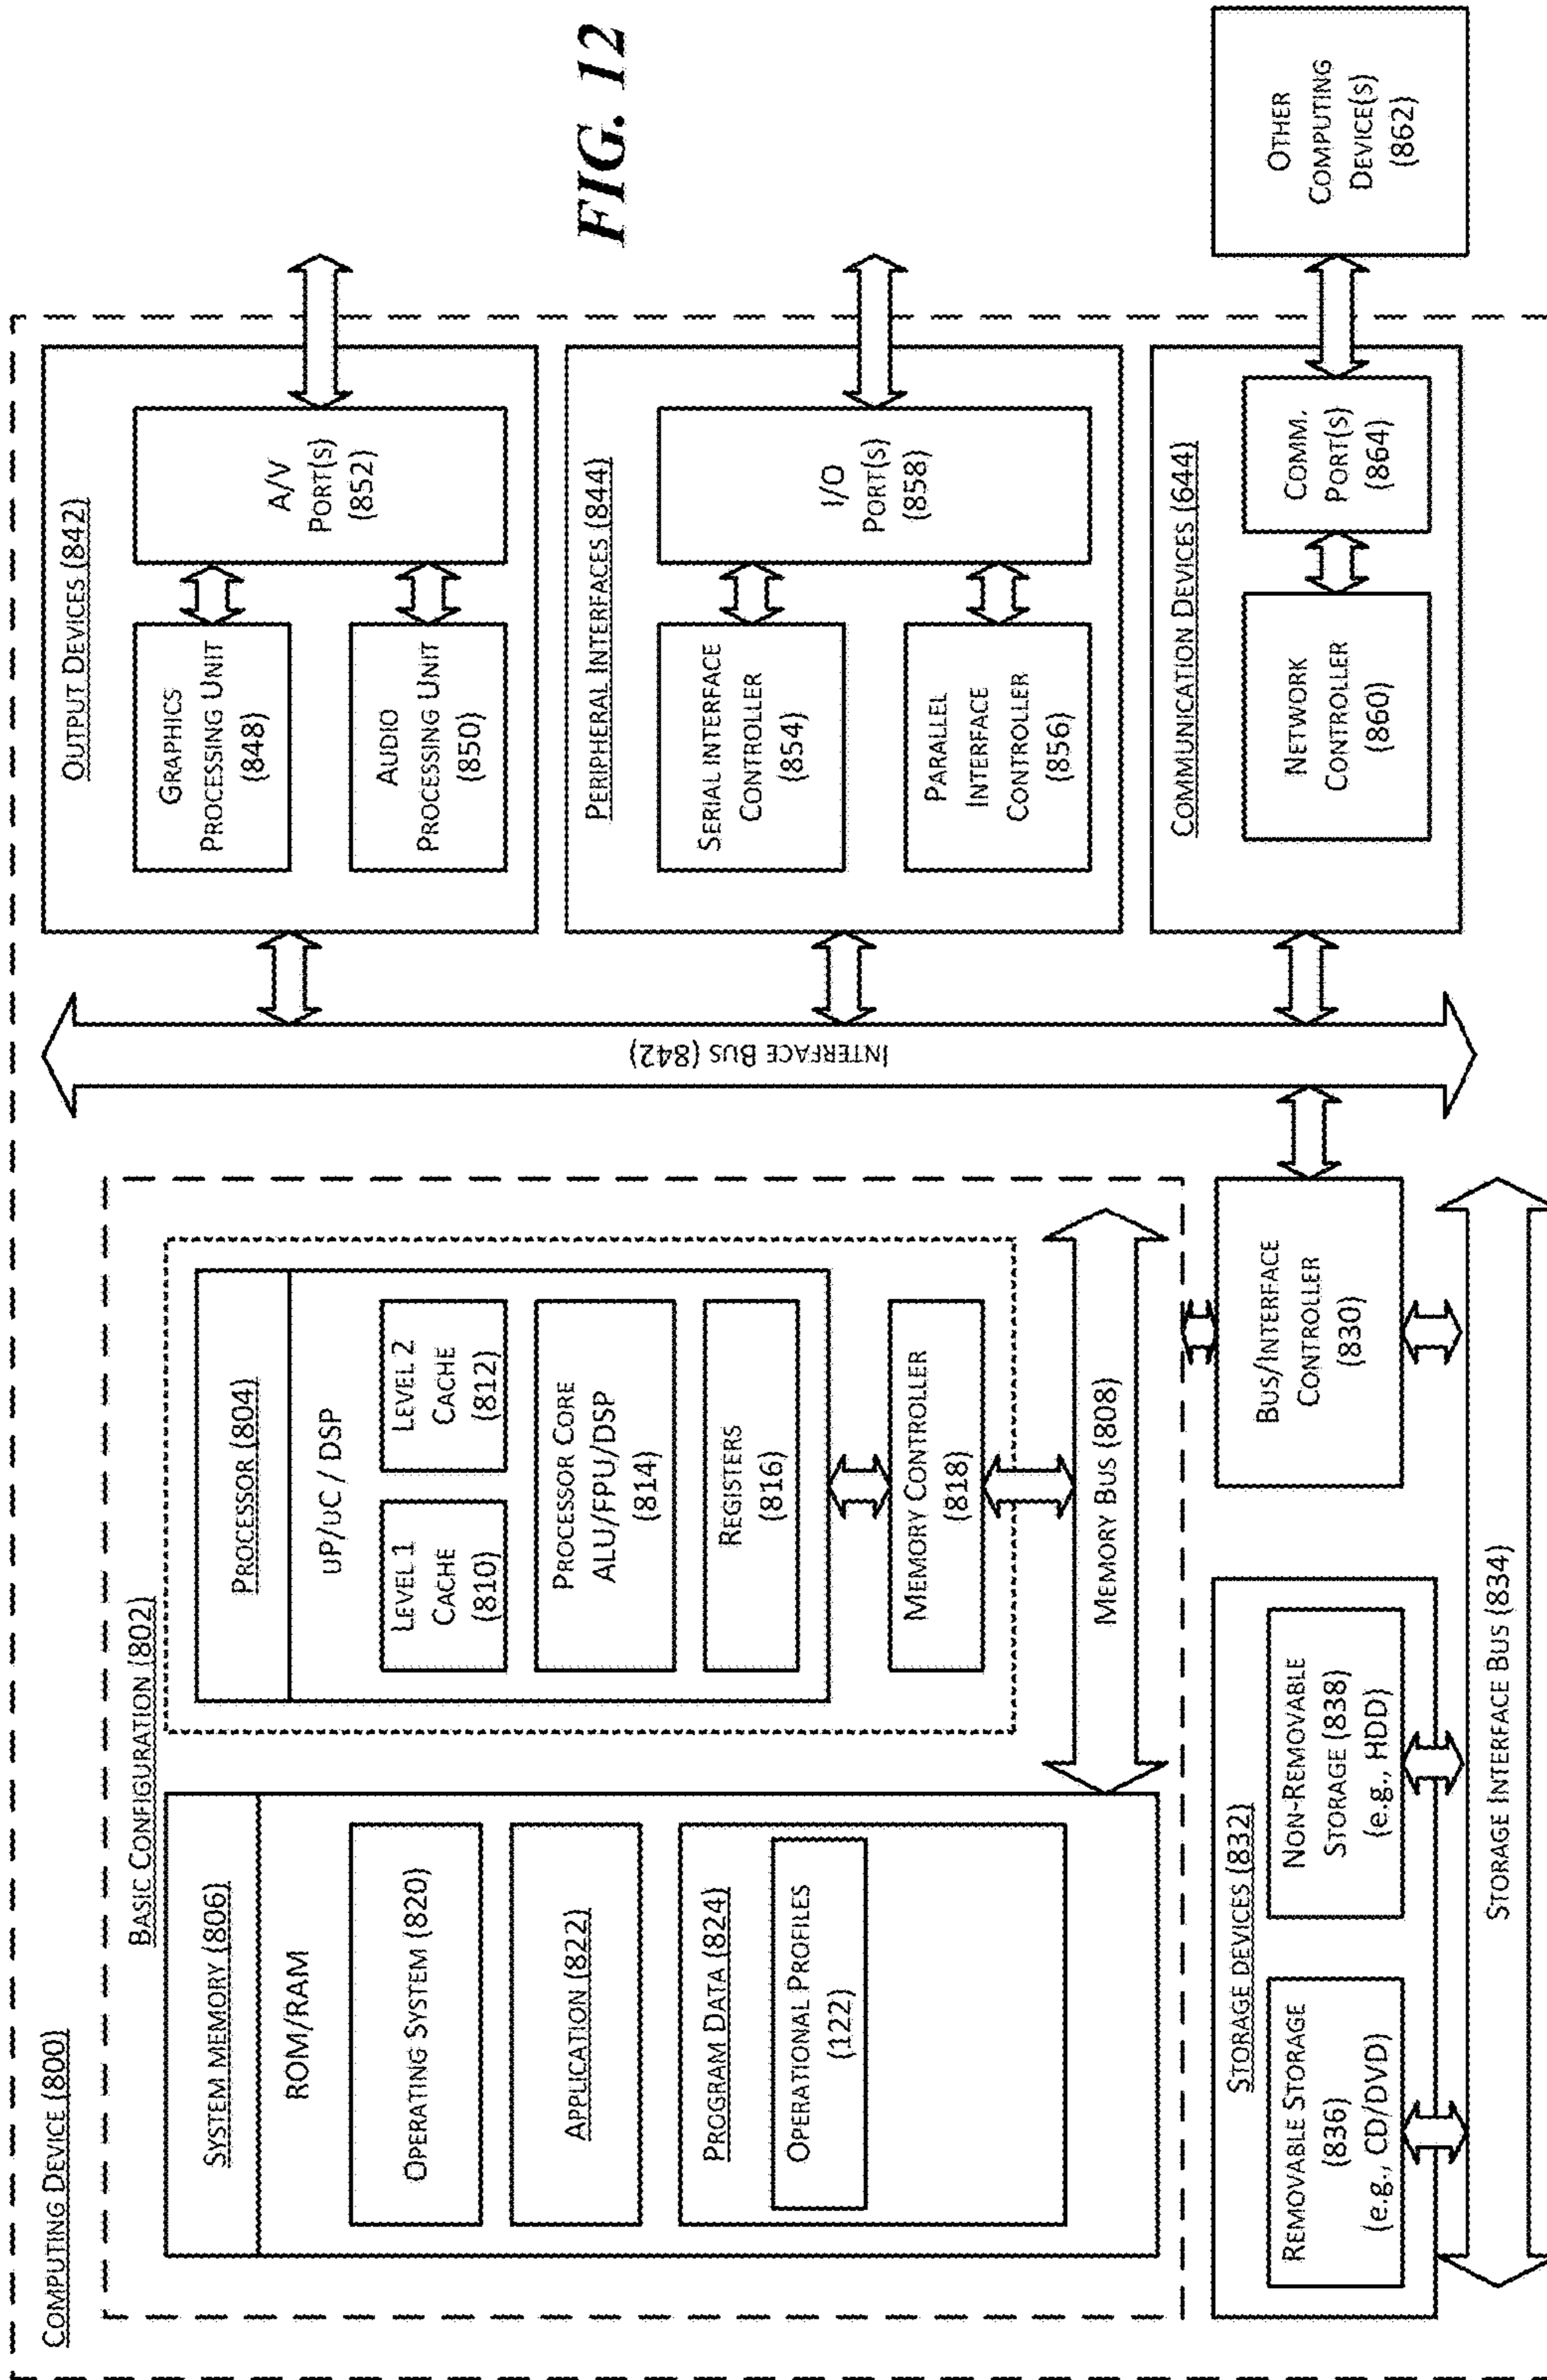 COMPUTING DEVICE (800)
BASIC CONFIGURATION (802)
SYSTEM MEMORY (806)
ROM/RAM
OPERATING SYSTEM (820)
APPLICATION (822)
PROGRAM DATA (824)
OPERATIONAL PROFILES
(122)
PROCESSOR (804)
uP/uC / DSP
LEVEL 1
CACHE
(810)
LEVEL 2
CACHE
(812)
PROCESSOR CORE
ALU/FPU/DSP
(814)
REGISTERS
(816)
MEMORY CONTROLLER
(818)
MEMORY BUS (808)
BUS/INTERFACE
CONTROLLER
(830)
STORAGE DEVICES (832)
REMOVABLE STORAGE
(836)
(e.g., CD/DVD)
NON-REMOVABLE
STORAGE (838)
(e.g., HDD)
STORAGE INTERFACE BUS (834)
INTERFACE BUS (842)
OUTPUT DEVICES (842)
GRAPHICS
PROCESSING UNIT
(848)
AUDIO
PROCESSING UNIT
(850)
A/V
PORT(S)
(852)
PERIPHERAL INTERFACES (844)
SERIAL INTERFACE
CONTROLLER
(854)
PARALLEL
INTERFACE
CONTROLLER
(856)
I/O
PORT(S)
(858)
COMMUNICATION DEVICES (644)
NETWORK
CONTROLLER
(860)
COMM.
PORT(S)
(864)
OTHER
COMPUTING
DEVICE(S)
(862)
FIG. 12